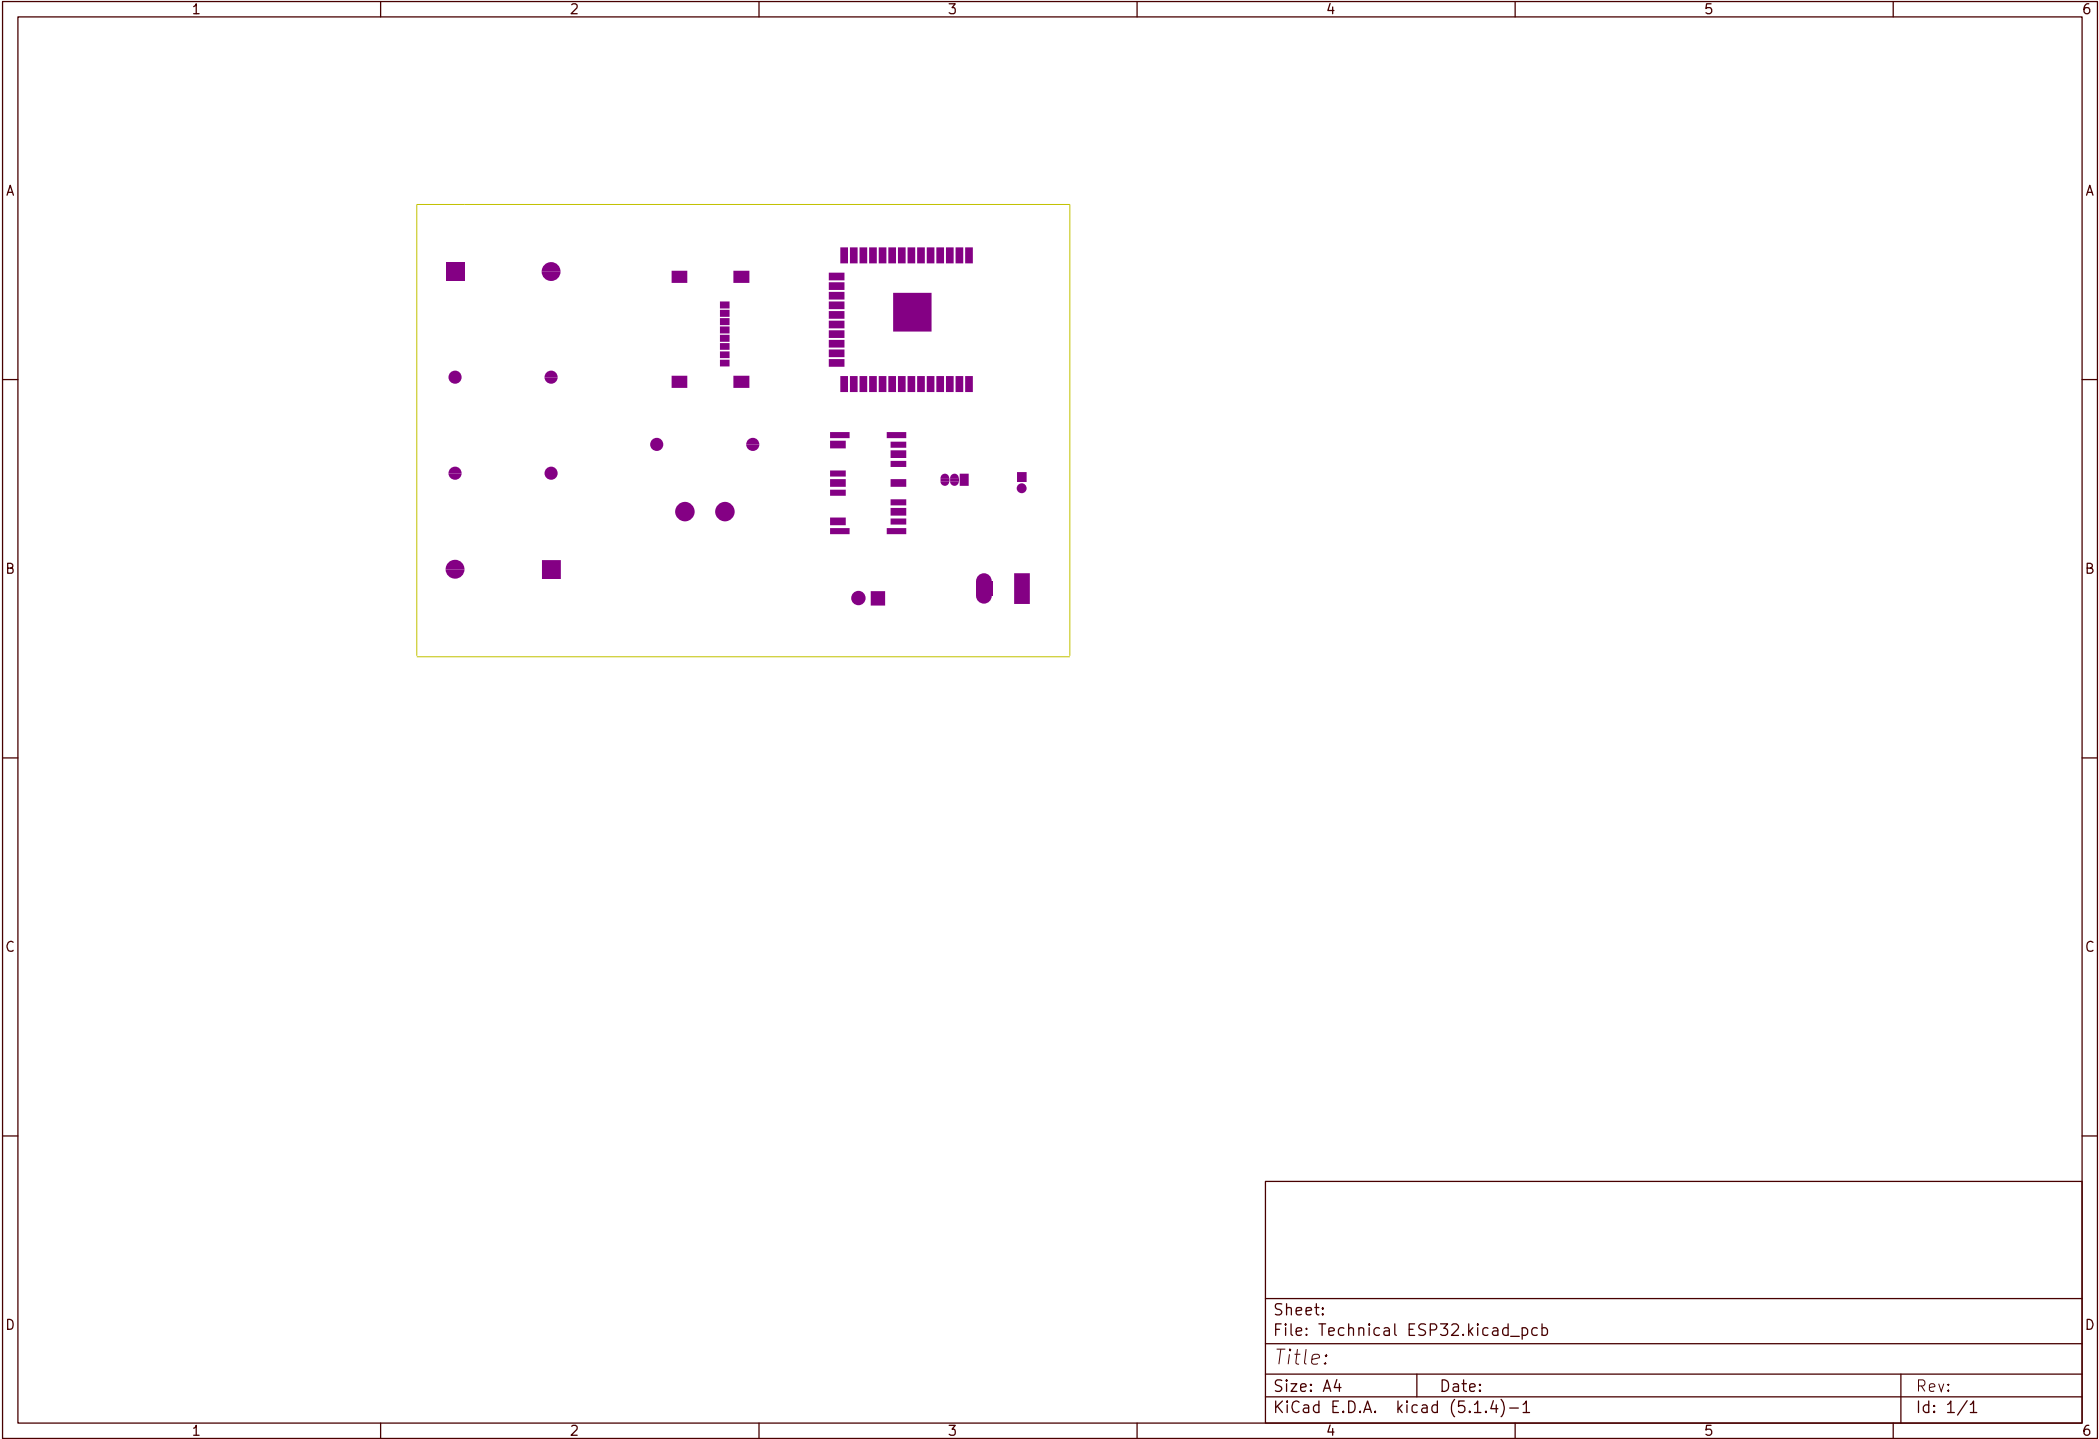 1 2 3 4 5 6
A A
B B
C C
D D
Sheet:
File: Technical ESP32.kicad_pcb
Title:
Size: A4 Date: Rev:
KiCad E.D.A. kicad (5.1.4)-1 Id: 1/1
1 2 3 4 5 6